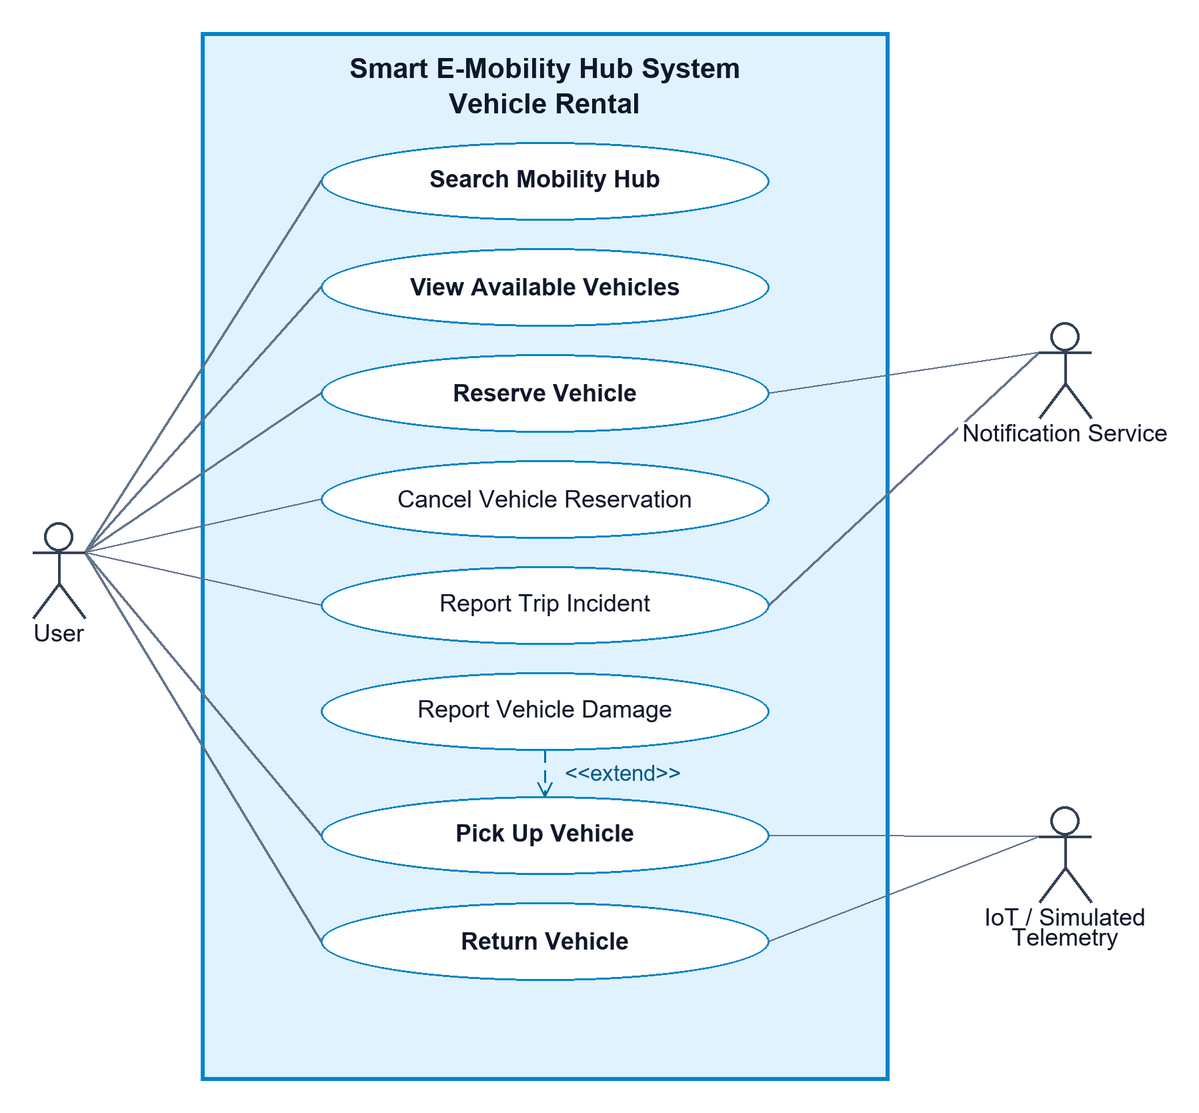 Smart E-Mobility Hub System
Vehicle Rental
Search Mobility Hub
View Available Vehicles
Reserve Vehicle
Notification Service
Cancel Vehicle Reservation
Report Trip Incident
User
Report Vehicle Damage
<<extend>>
Pick Up Vehicle
IoT / Simulated
Telemetry
Return Vehicle